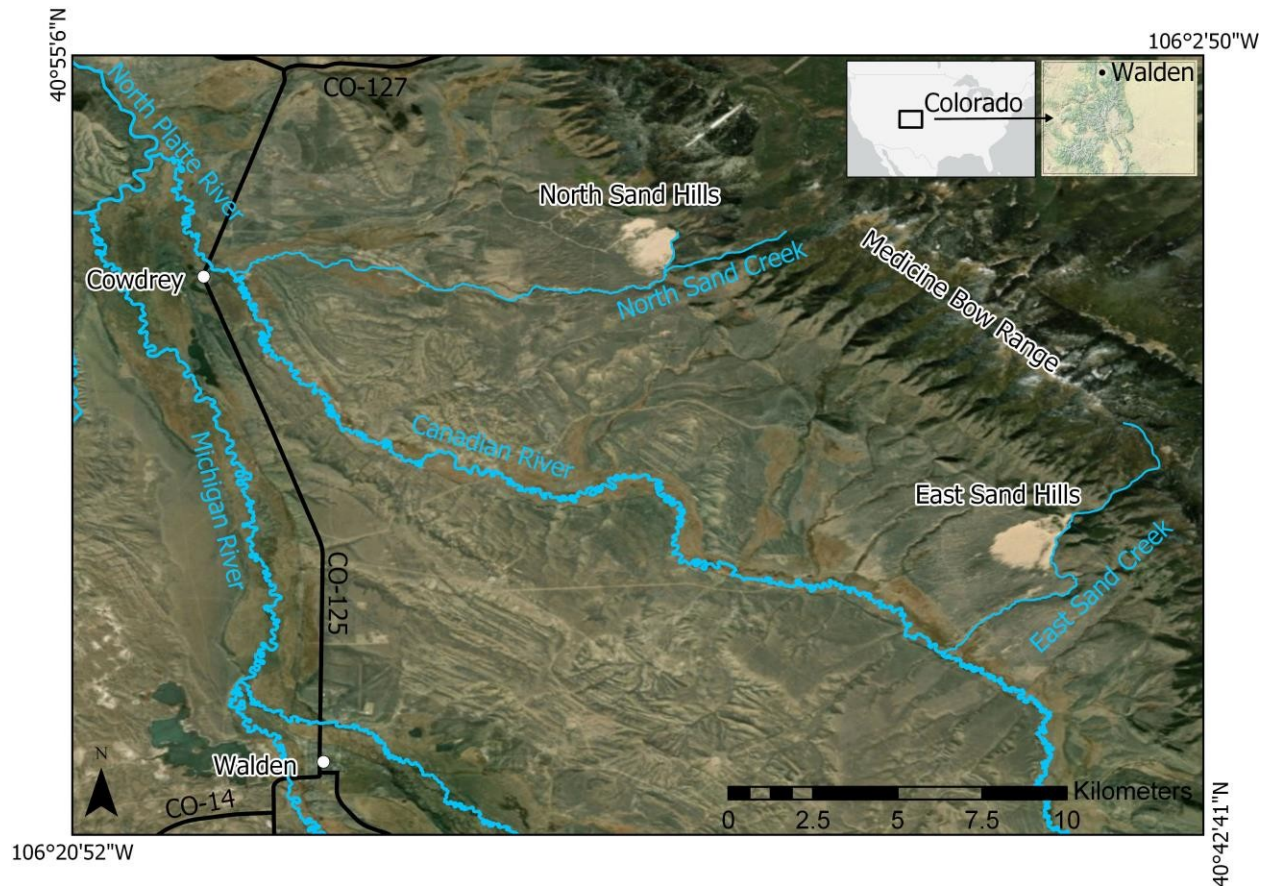 40°55'6"N
106°2'50"W
CO-127
North Platte River
Colorado
Walden
North Sand Hills
Medicine Bow Range
Cowdrey
North Sand Creek
Canadian River
Michigan River
East Sand Hills
CO-125
East Sand Creek
N
Walden
CO-14
Kilometers
0 2.5 5 7.5 10
106°20'52"W
40°42'41"N